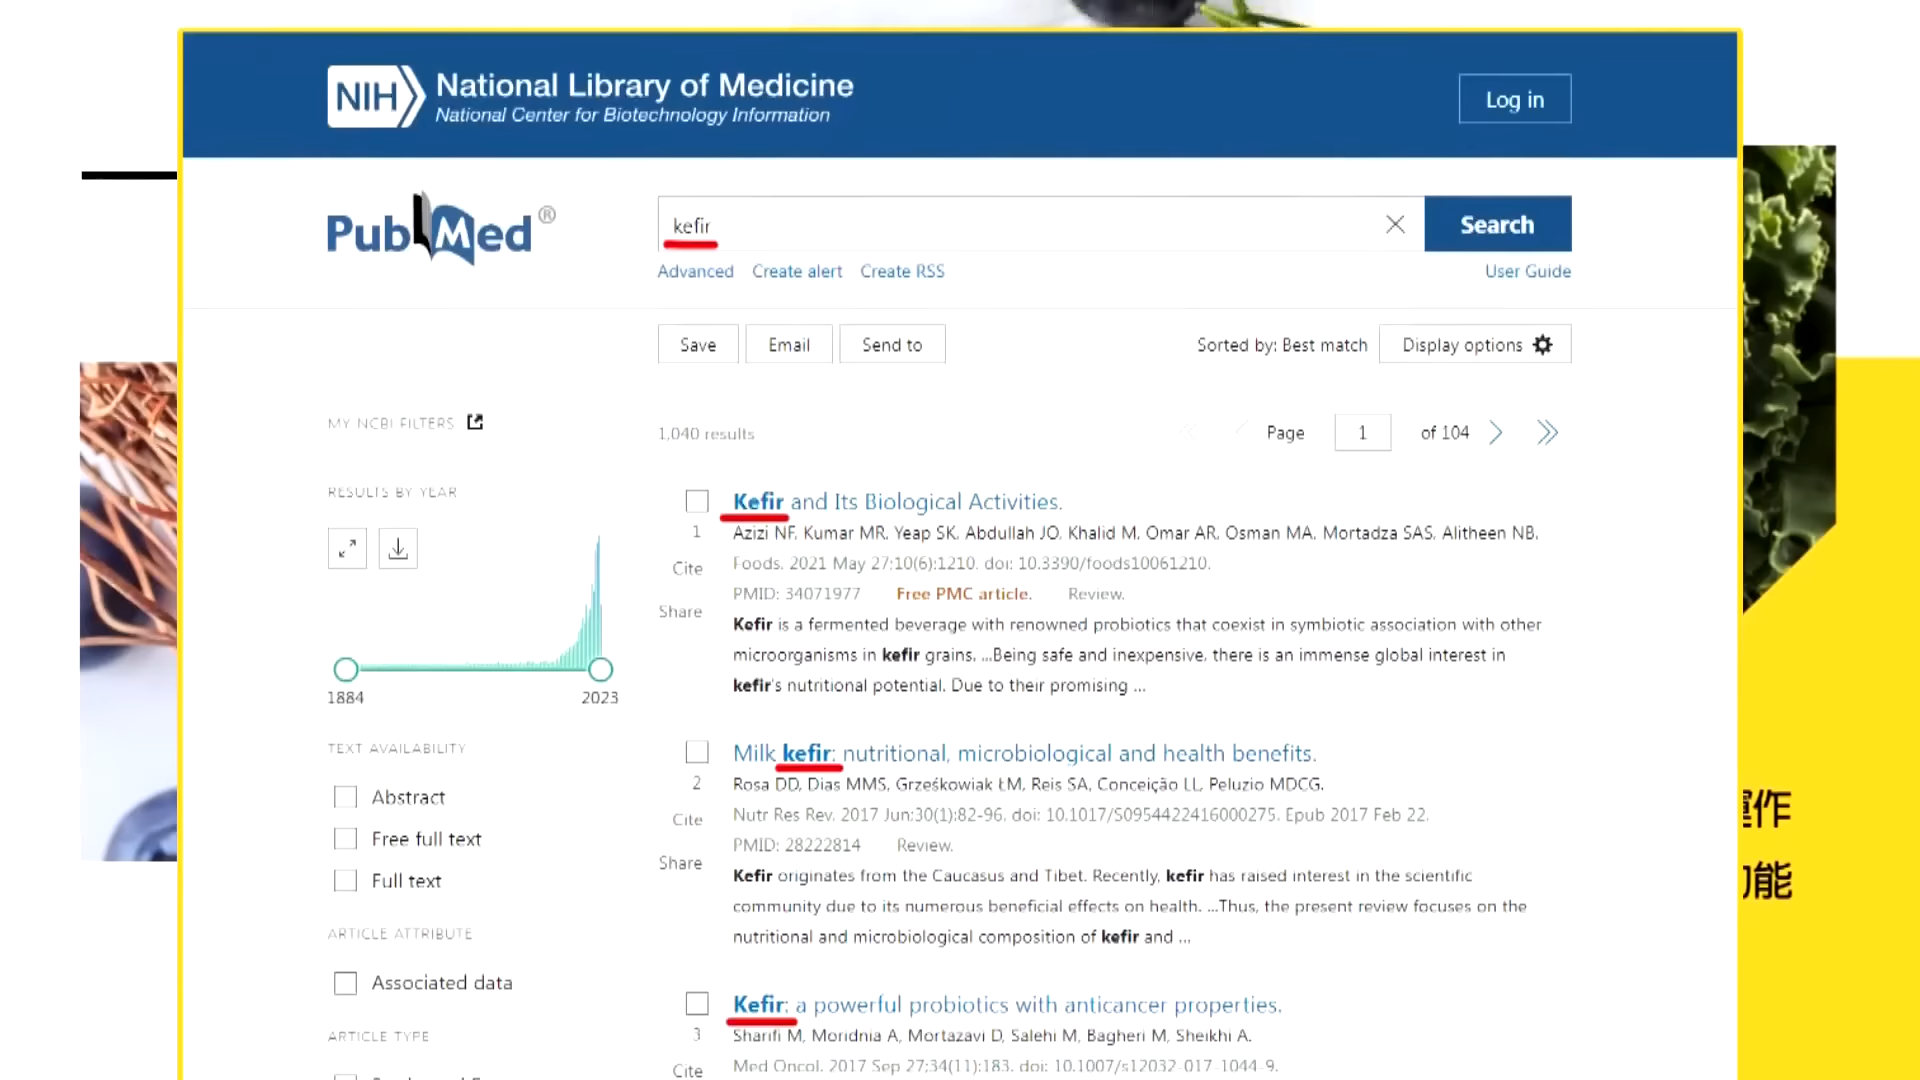 NIH National Library of Medicine
National Center for Biotechnology Information
Log in
PubMed®
kefir
Search
Advanced Create alert Create RSS
User Guide
Save Email Send to
Sorted by: Best match Display options
MY NCBI FILTERS
1,040 results
Page 1 of 104
RESULTS BY YEAR
1884 2023
TEXT AVAILABILITY
Abstract
Free full text
Full text
ARTICLE ATTRIBUTE
Associated data
ARTICLE TYPE
Kefir and Its Biological Activities.
1
Azizi NF, Kumar MR, Yeap SK, Abdullah JO, Khalid M, Omar AR, Osman MA, Mortadza SAS, Alitheen NB.
Cite
Foods. 2021 May 27;10(6):1210. doi: 10.3390/foods10061210.
PMID: 34071977 Free PMC article. Review.
Share
Kefir is a fermented beverage with renowned probiotics that coexist in symbiotic association with other
microorganisms in kefir grains. ...Being safe and inexpensive, there is an immense global interest in
kefir's nutritional potential. Due to their promising ...
Milk kefir: nutritional, microbiological and health benefits.
2
Rosa DD, Dias MMS, Grześkowiak ŁM, Reis SA, Conceição LL, Peluzio MDCG.
Cite
Nutr Res Rev. 2017 Jun;30(1):82-96. doi: 10.1017/S0954422416000275. Epub 2017 Feb 22.
PMID: 28222814 Review.
Share
Kefir originates from the Caucasus and Tibet. Recently, kefir has raised interest in the scientific
community due to its numerous beneficial effects on health. ...Thus, the present review focuses on the
nutritional and microbiological composition of kefir and ...
Kefir: a powerful probiotics with anticancer properties.
3
Sharifi M, Moridnia A, Mortazavi D, Salehi M, Bagheri M, Sheikhi A.
Cite
Med Oncol. 2017 Sep 27;34(11):183. doi: 10.1007/s12032-017-1044-9.
作
能